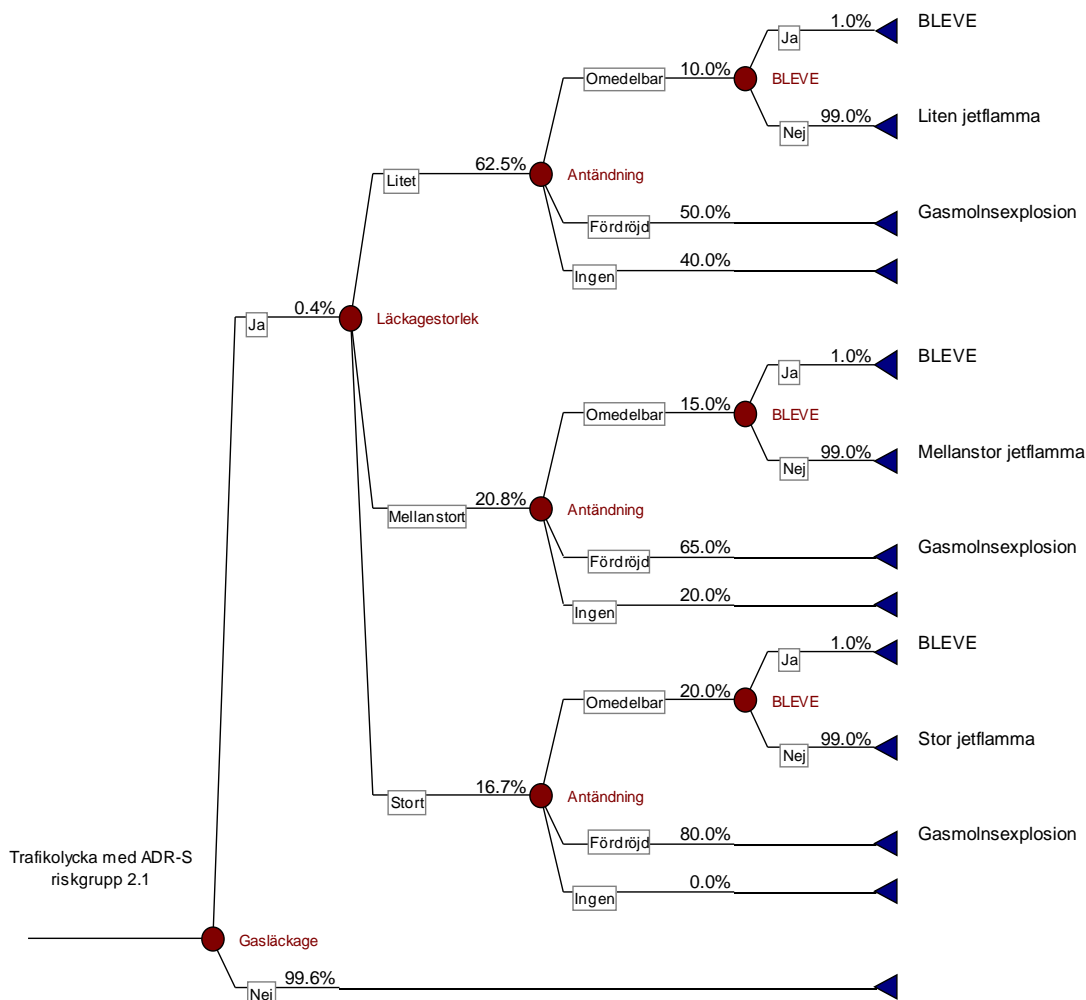 1.0%
BLEVE
Ja
Omedelbar
10.0%
BLEVE
Nej
99.0%
Liten jetflamma
Litet
62.5%
Antändning
Fördröjd
50.0%
Gasmolnsexplosion
Ingen
40.0%
Ja
0.4%
Läckagestorlek
1.0%
BLEVE
Ja
Omedelbar
15.0%
BLEVE
Nej
99.0%
Mellanstor jetflamma
Mellanstort
20.8%
Antändning
Fördröjd
65.0%
Gasmolnsexplosion
Ingen
20.0%
1.0%
BLEVE
Ja
Omedelbar
20.0%
BLEVE
Nej
99.0%
Stor jetflamma
Stort
16.7%
Antändning
Fördröjd
80.0%
Gasmolnsexplosion
Ingen
0.0%
Trafikolycka med ADR-S
riskgrupp 2.1
Gasläckage
Nej
99.6%